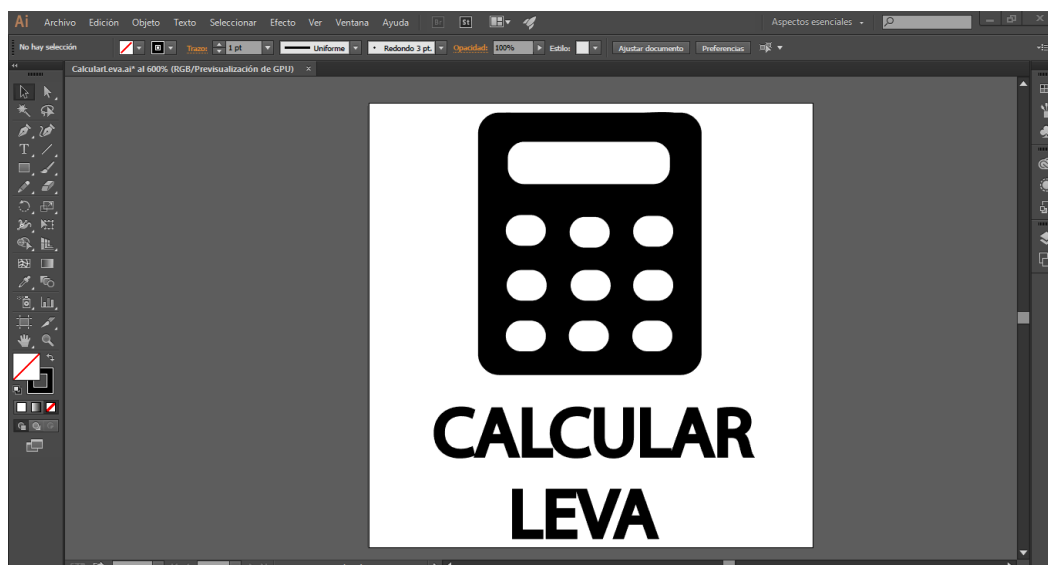 Ai Archivo Edición Objeto Texto Seleccionar Efecto Ver Ventana Ayuda Br St Aspectos esenciales
No hay selección Trazo: 1 pt Uniforme Redondo 3 pt. Opacidad: 100% Estilo: Ajustar documento Preferencias
CalcularLeva.ai* al 600% (RGB/Previsualización de GPU) ×
CALCULAR
LEVA